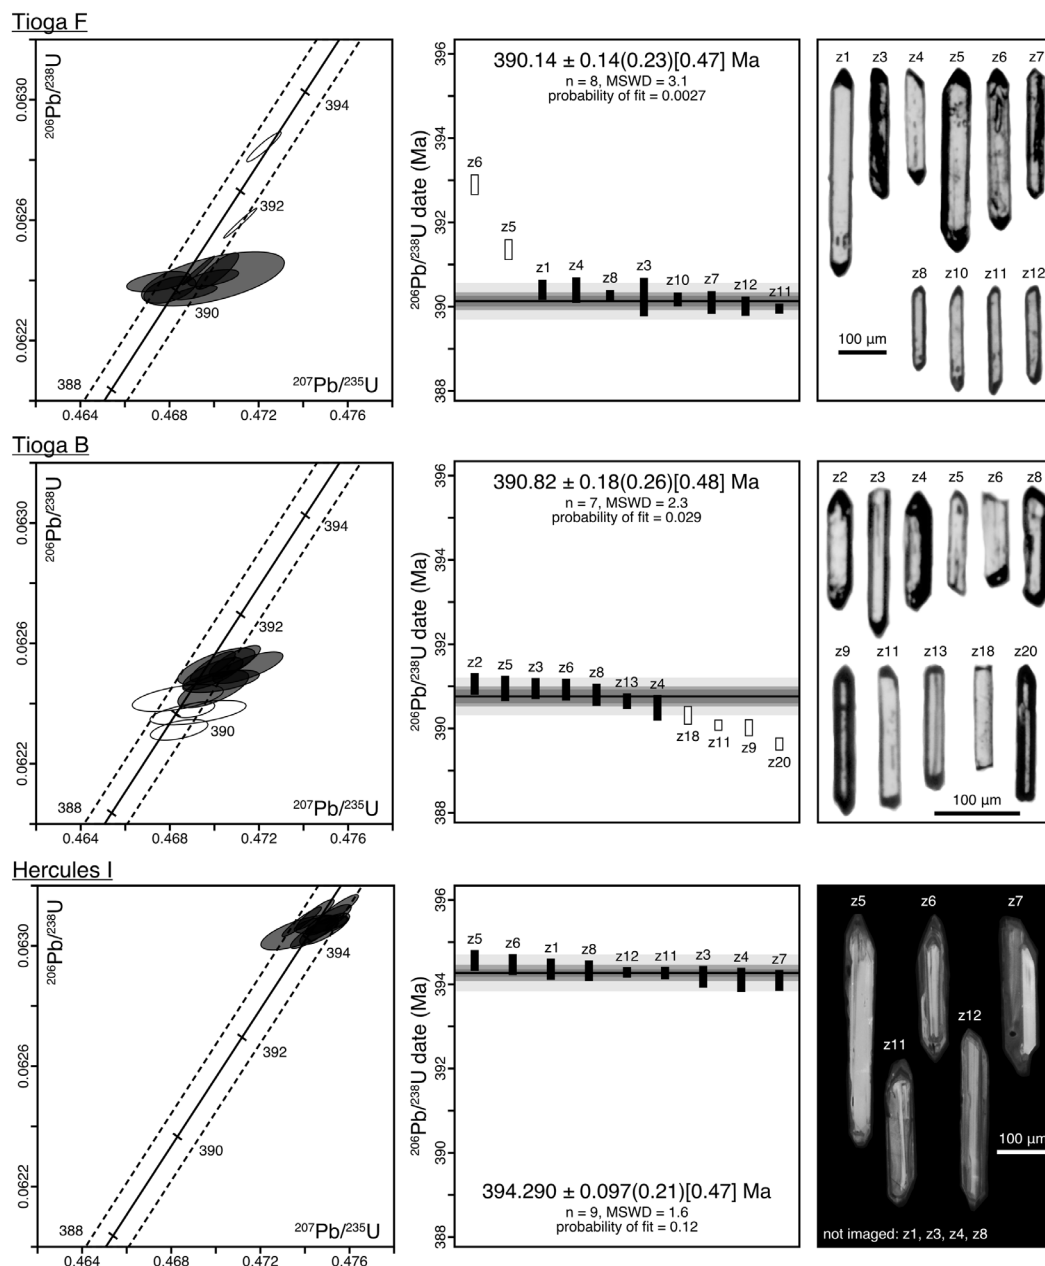 Tioga F
0.0630
0.0626
0.0622
206Pb/238U
394
392
390
388
207Pb/235U
0.464 0.468 0.472 0.476
396
394
392
390
388
206Pb/238U date (Ma)
390.14 ± 0.14(0.23)[0.47] Ma
n = 8, MSWD = 3.1
probability of fit = 0.0027
z6
z5
z1 z4 z8 z3 z10 z7 z12 z11
z1 z3 z4 z5 z6 z7
z8 z10 z11 z12
100 µm
Tioga B
0.0630
0.0626
0.0622
206Pb/238U
394
392
390
388
207Pb/235U
0.464 0.468 0.472 0.476
396
394
392
390
388
206Pb/238U date (Ma)
390.82 ± 0.18(0.26)[0.48] Ma
n = 7, MSWD = 2.3
probability of fit = 0.029
z2 z5 z3 z6 z8 z13 z4
z18 z11 z9 z20
z2 z3 z4 z5 z6 z8
z9 z11 z13 z18 z20
100 µm
Hercules I
0.0630
0.0626
0.0622
206Pb/238U
394
392
390
388
207Pb/235U
0.464 0.468 0.472 0.476
396
394
392
390
388
206Pb/238U date (Ma)
z5 z6 z1 z8 z12 z11 z3 z4 z7
394.290 ± 0.097(0.21)[0.47] Ma
n = 9, MSWD = 1.6
probability of fit = 0.12
z5 z6 z7
z11 z12
100 µm
not imaged: z1, z3, z4, z8